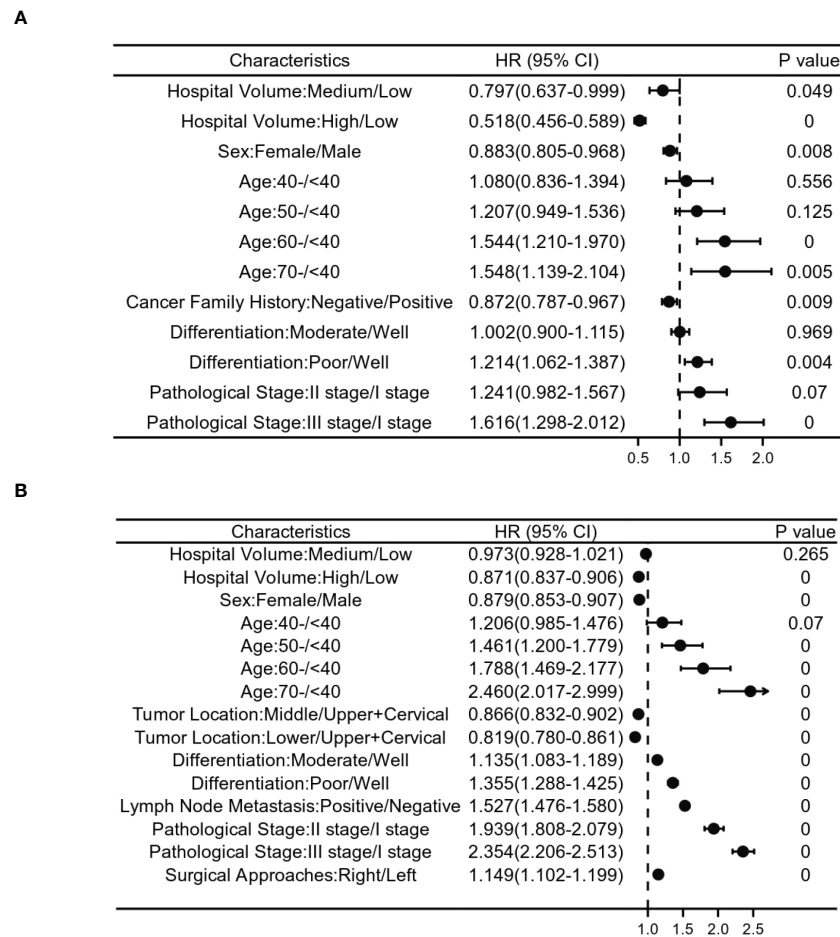 A
Characteristics HR (95% CI) P value
Hospital Volume:Medium/Low 0.797(0.637-0.999) 0.049
Hospital Volume:High/Low 0.518(0.456-0.589) 0
Sex:Female/Male 0.883(0.805-0.968) 0.008
Age:40-/<40 1.080(0.836-1.394) 0.556
Age:50-/<40 1.207(0.949-1.536) 0.125
Age:60-/<40 1.544(1.210-1.970) 0
Age:70-/<40 1.548(1.139-2.104) 0.005
Cancer Family History:Negative/Positive 0.872(0.787-0.967) 0.009
Differentiation:Moderate/Well 1.002(0.900-1.115) 0.969
Differentiation:Poor/Well 1.214(1.062-1.387) 0.004
Pathological Stage:II stage/I stage 1.241(0.982-1.567) 0.07
Pathological Stage:III stage/I stage 1.616(1.298-2.012) 0
0.5 1.0 1.5 2.0
B
Characteristics HR (95% CI) P value
Hospital Volume:Medium/Low 0.973(0.928-1.021) 0.265
Hospital Volume:High/Low 0.871(0.837-0.906) 0
Sex:Female/Male 0.879(0.853-0.907) 0
Age:40-/<40 1.206(0.985-1.476) 0.07
Age:50-/<40 1.461(1.200-1.779) 0
Age:60-/<40 1.788(1.469-2.177) 0
Age:70-/<40 2.460(2.017-2.999) 0
Tumor Location:Middle/Upper+Cervical 0.866(0.832-0.902) 0
Tumor Location:Lower/Upper+Cervical 0.819(0.780-0.861) 0
Differentiation:Moderate/Well 1.135(1.083-1.189) 0
Differentiation:Poor/Well 1.355(1.288-1.425) 0
Lymph Node Metastasis:Positive/Negative 1.527(1.476-1.580) 0
Pathological Stage:II stage/I stage 1.939(1.808-2.079) 0
Pathological Stage:III stage/I stage 2.354(2.206-2.513) 0
Surgical Approaches:Right/Left 1.149(1.102-1.199) 0
1.0 1.5 2.0 2.5